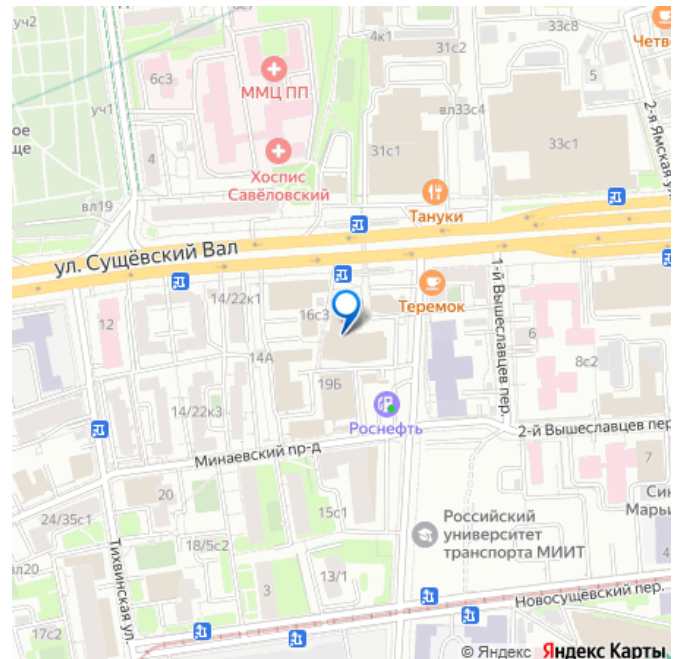 уч2
6с3
ММЦ ПП
4к1
31с2
33с8
Четв
5
2-я Ямская ул.
уч1
ое
ще
4
вл33с4
33с1
31с1
Хоспис
Савёловский
вл19
Тануки
ул. Сущёвский Вал
14/22к1
16с3
Теремок
1-й Вышеславцев пер.
12
6
14А
8с2
19Б
14/22к3
Роснефть
2-й Вышеславцев пер
Минаевский пр-д
7
20
Син
Марьи
24/35с1
15с1
Российский
университет
транспорта МИИТ
18/5с2
вл20
Тихвинская ул.
4
3
13/1
Новосущёвский пер.
17с2
© Яндекс Яндекс Карты